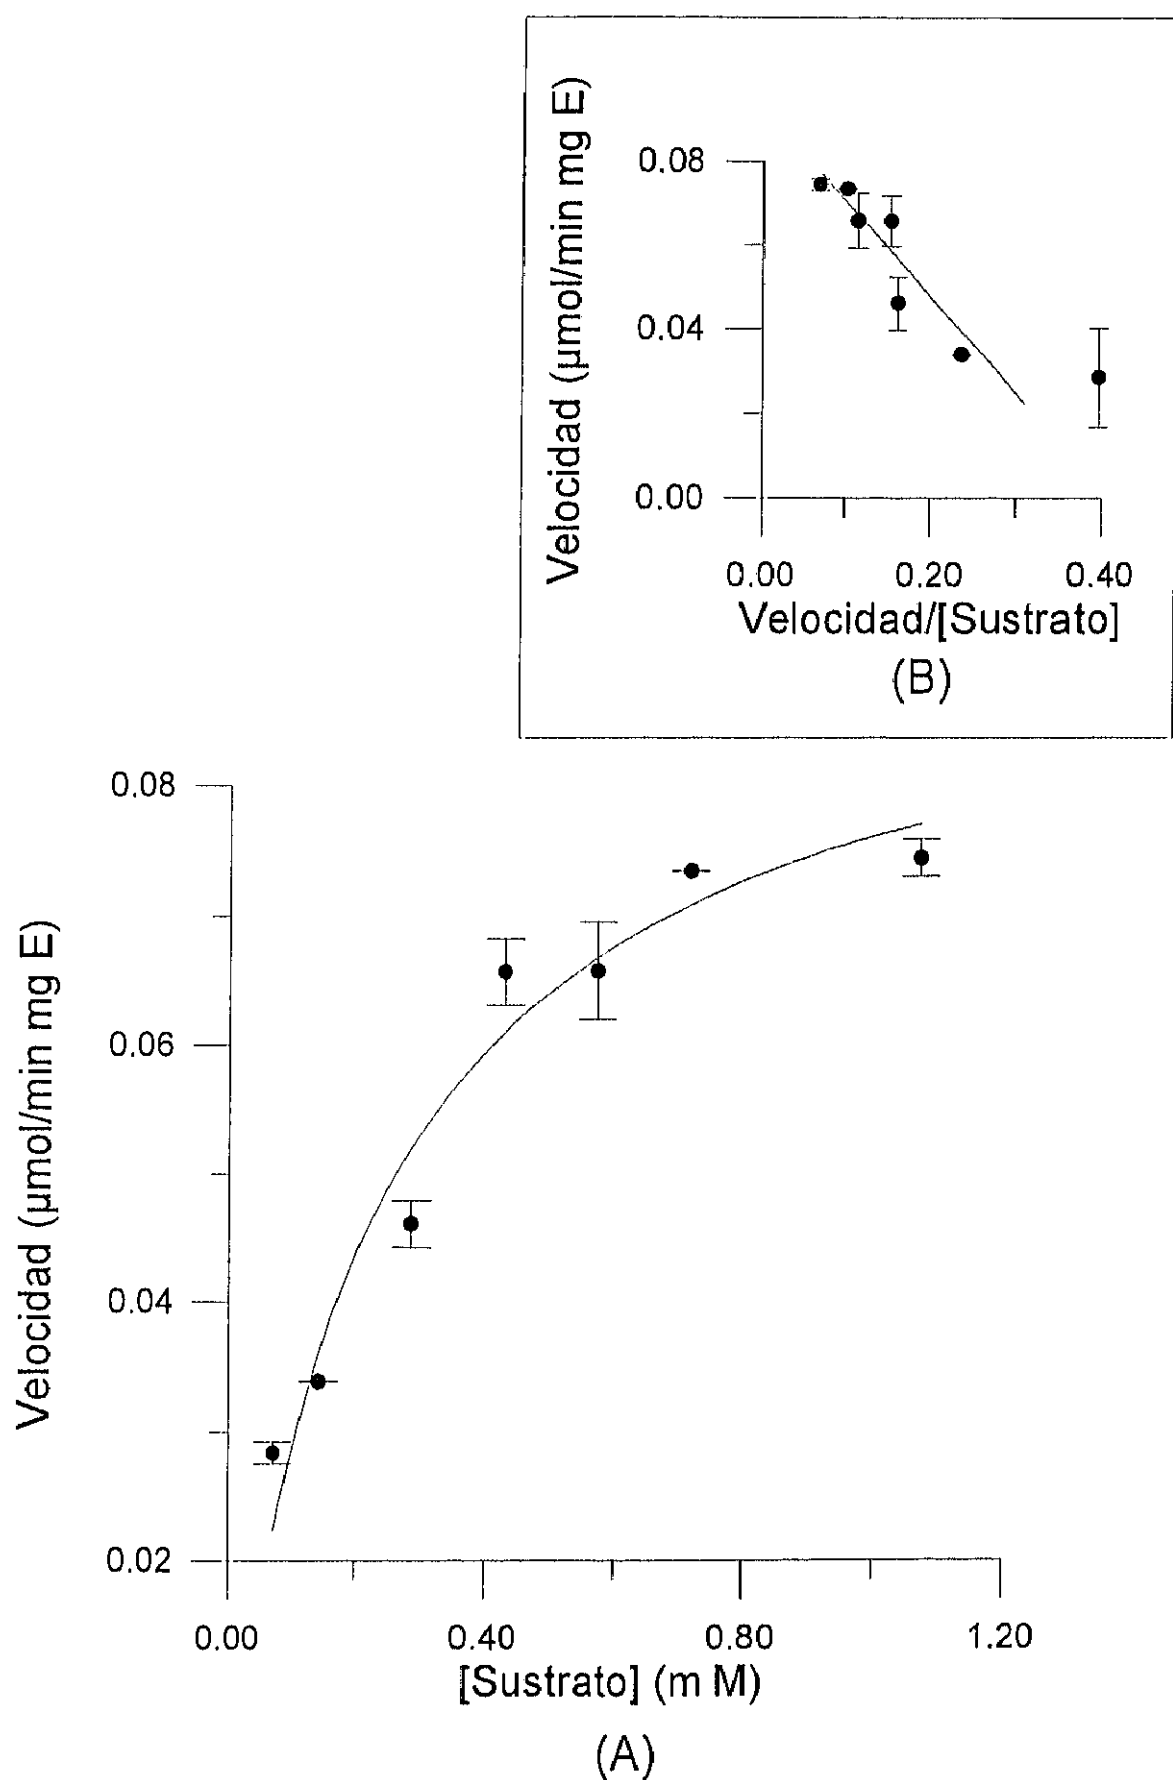 Velocidad (µmol/min mg E)
0.08
0.04
0.00
0.00 0.20 0.40
Velocidad/[Sustrato]
(B)
Velocidad (µmol/min mg E)
0.08
0.06
0.04
0.02
0.00 0.40 0.80 1.20
[Sustrato] (m M)
(A)